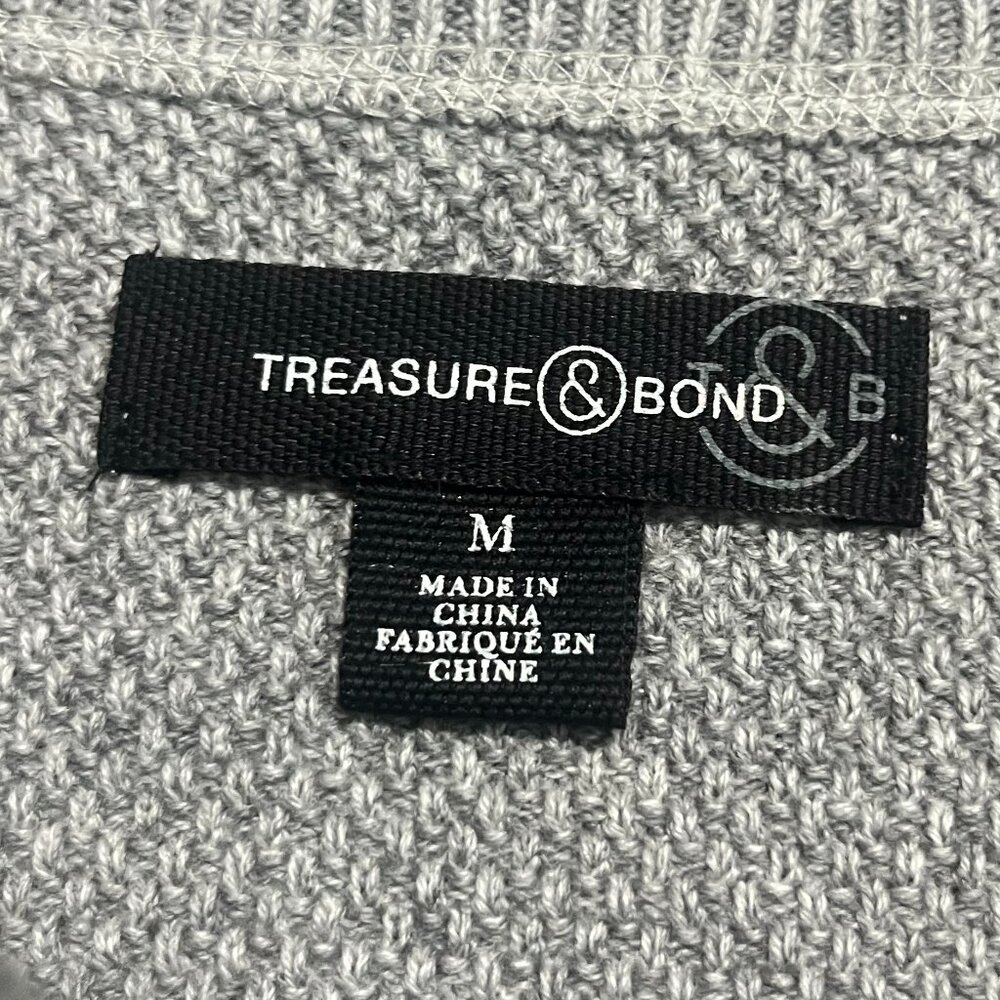 TREASURE & BOND
T & B
M
MADE IN
CHINA
FABRIQUÉ EN
CHINE